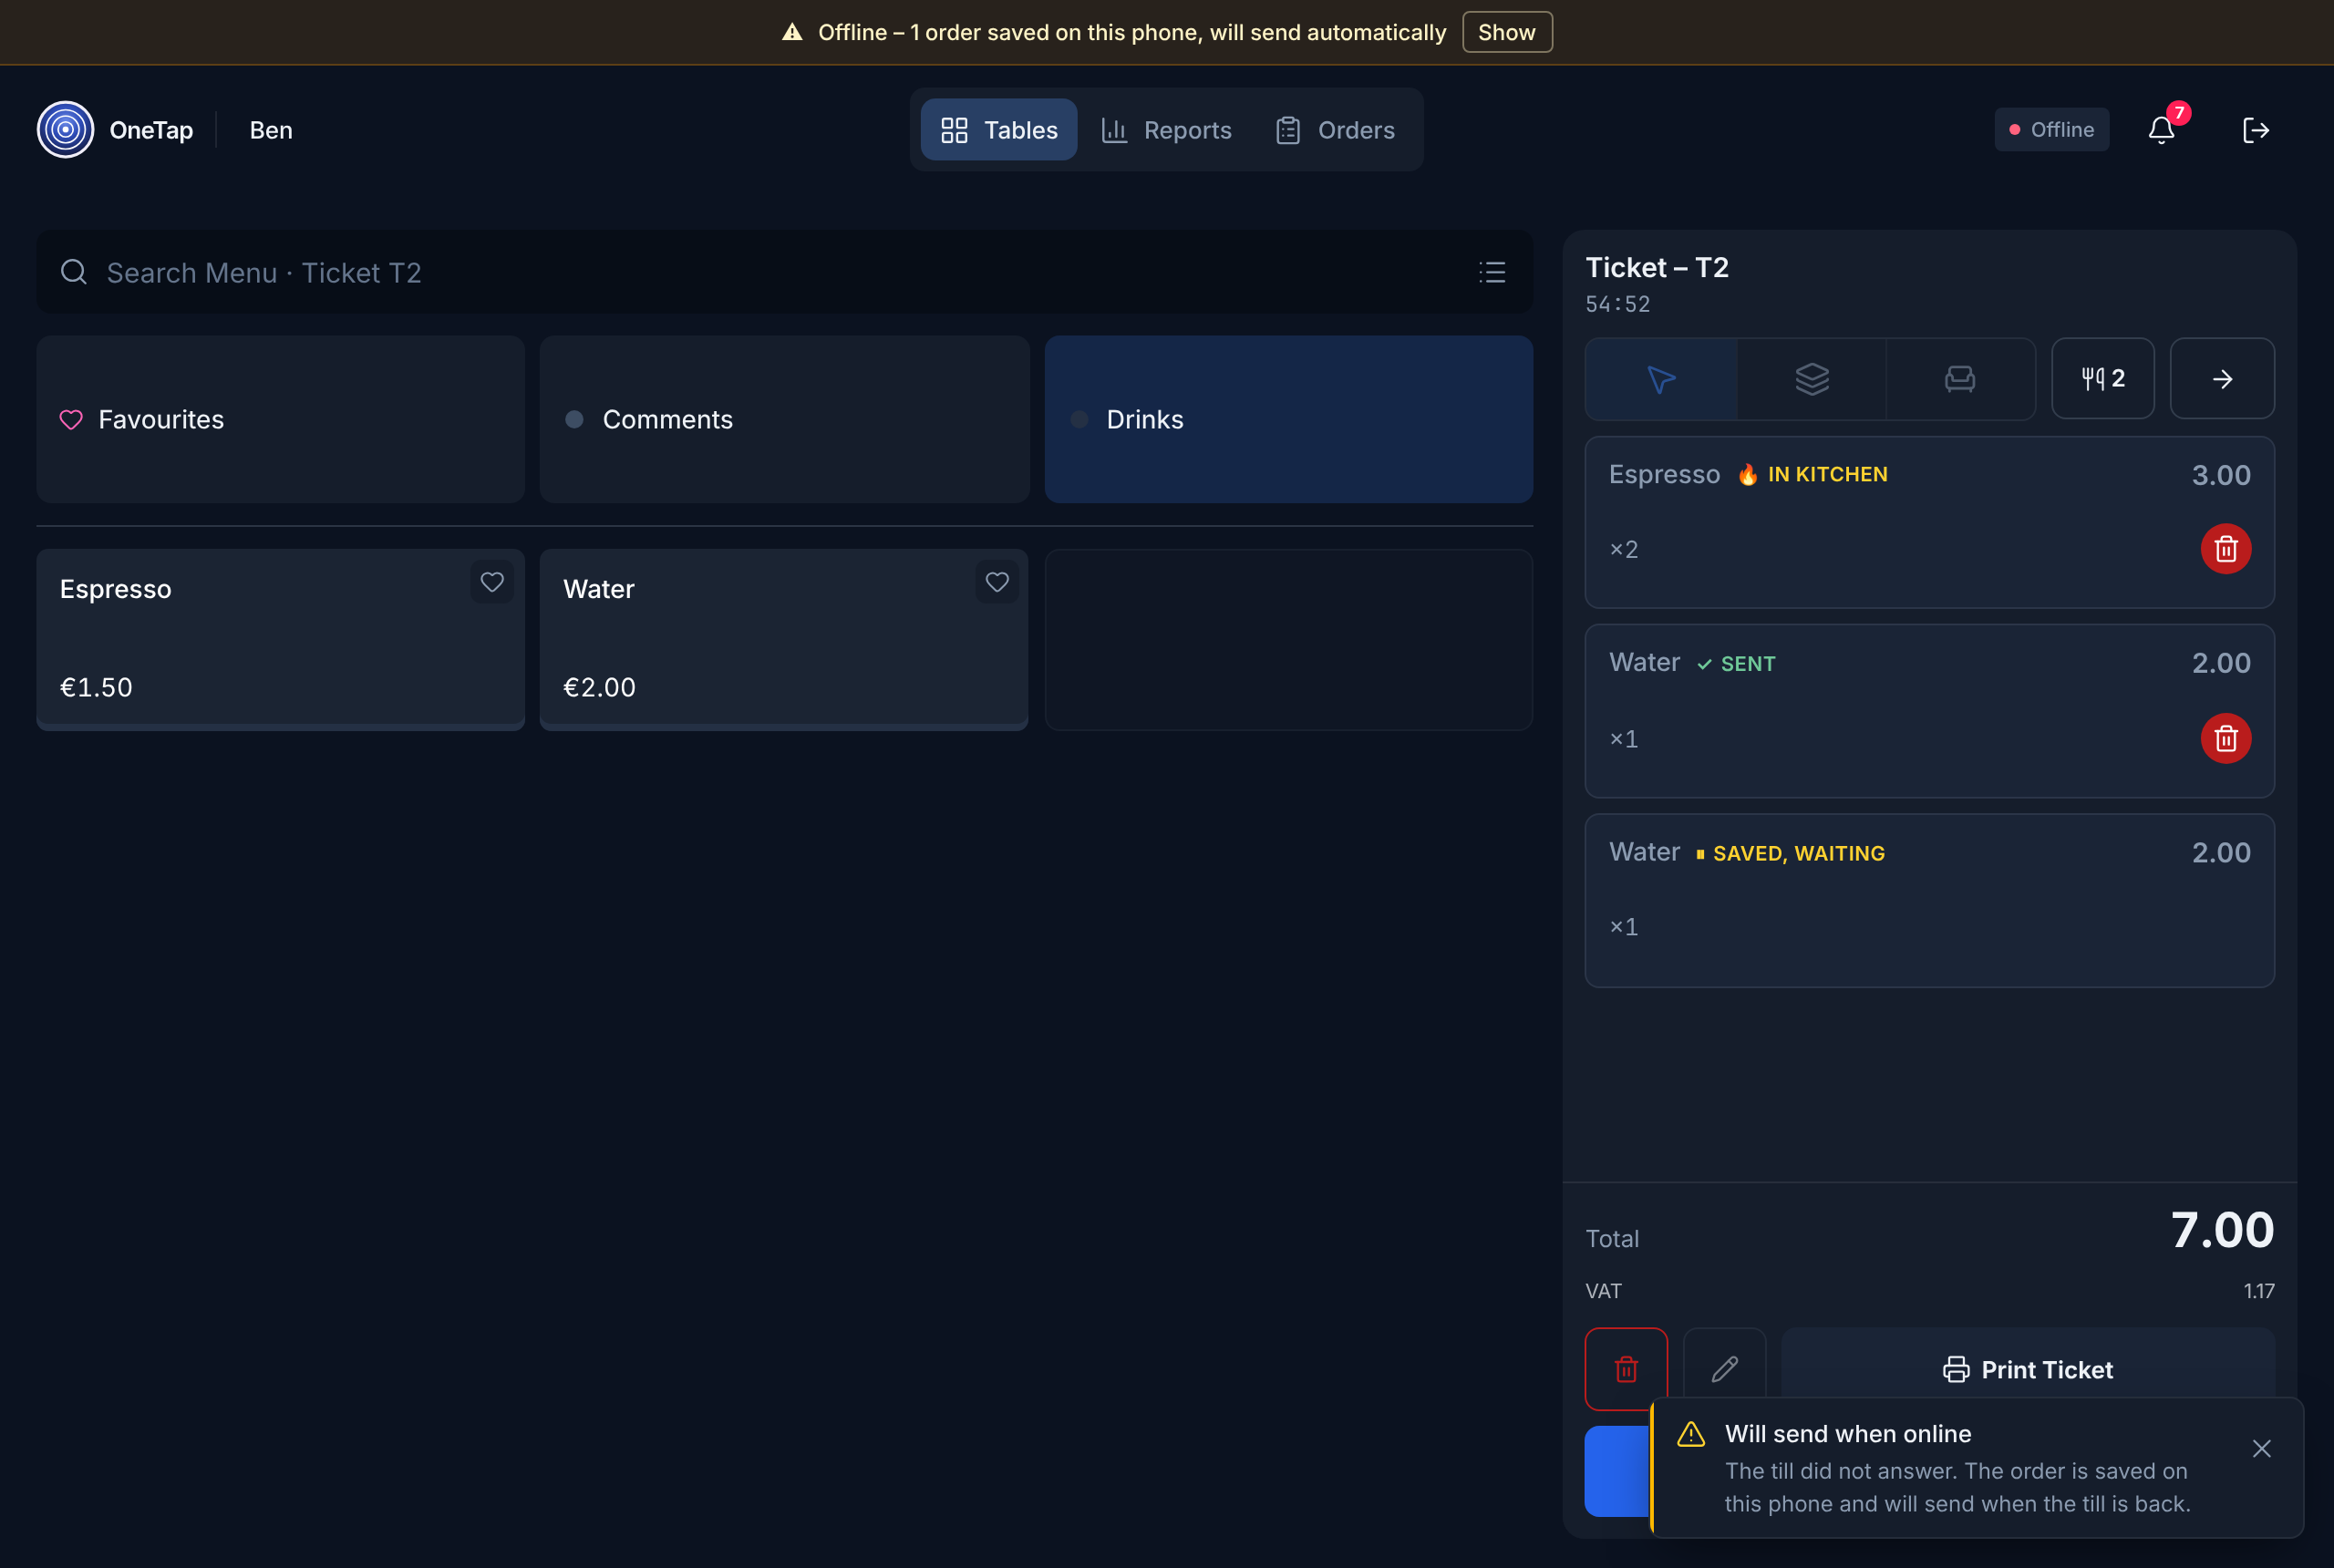 Offline – 1 order saved on this phone, will send automatically Show
OneTap Ben
Tables Reports Orders
Offline 7
Search Menu · Ticket T2
Favourites
Comments
Drinks
Espresso
€1.50
Water
€2.00
Ticket – T2
54:52
2
Espresso 🔥 IN KITCHEN 3.00
×2
Water ✓ SENT 2.00
×1
Water SAVED, WAITING 2.00
×1
Total 7.00
VAT 1.17
Print Ticket
Will send when online
The till did not answer. The order is saved on
this phone and will send when the till is back.